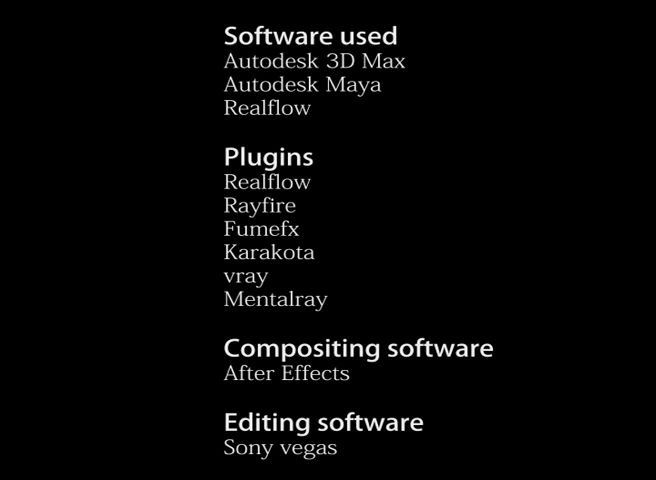 Software used
Autodesk 3D Max
Autodesk Maya
Realflow
Plugins
Realflow
Rayfire
Fumefx
Karakota
vray
Mentalray
Compositing software
After Effects
Editing software
Sony vegas